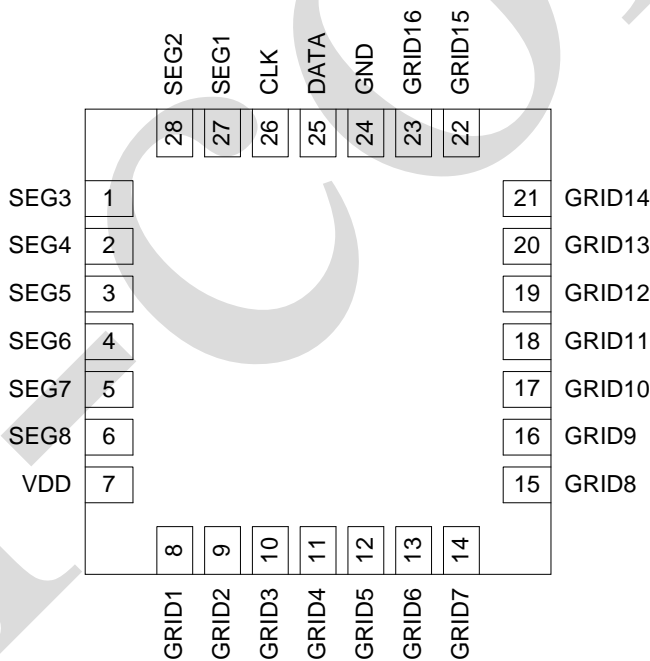 SEG2 SEG1 CLK DATA GND GRID16 GRID15
28 27 26 25 24 23 22
SEG3 1 21 GRID14
SEG4 2 20 GRID13
SEG5 3 19 GRID12
SEG6 4 18 GRID11
SEG7 5 17 GRID10
SEG8 6 16 GRID9
VDD 7 15 GRID8
8 9 10 11 12 13 14
GRID1 GRID2 GRID3 GRID4 GRID5 GRID6 GRID7